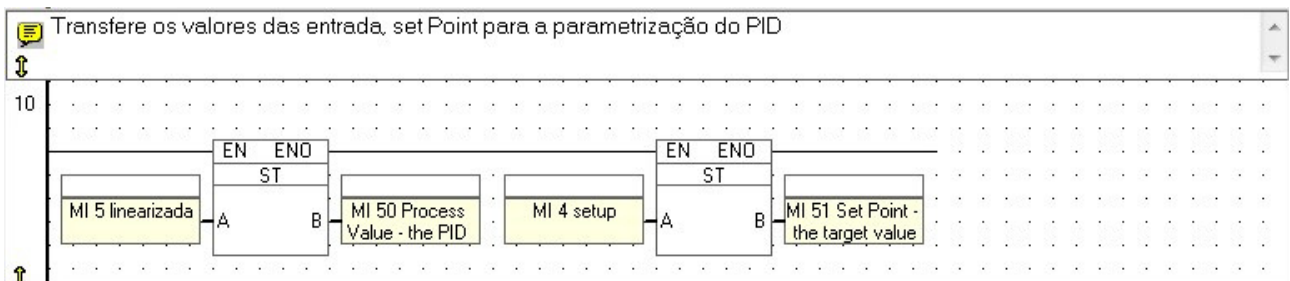 Transfere os valores das entrada, set Point para a parametrização do PID
10
EN ENO
ST
MI 5 linearizada
A B
MI 50 Process
Value - the PID
MI 4 setup
EN ENO
ST
A B
MI 51 Set Point -
the target value